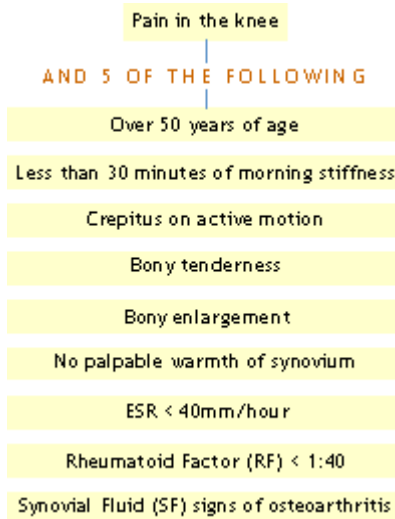 Pain in the knee
AND 5 OF THE FOLLOWING
Over 50 years of age
Less than 30 minutes of morning stiffness
Crepitus on active motion
Bony tenderness
Bony enlargement
No palpable warmth of synovium
ESR < 40mm/hour
Rheumatoid Factor (RF) < 1:40
Synovial Fluid (SF) signs of osteoarthritis